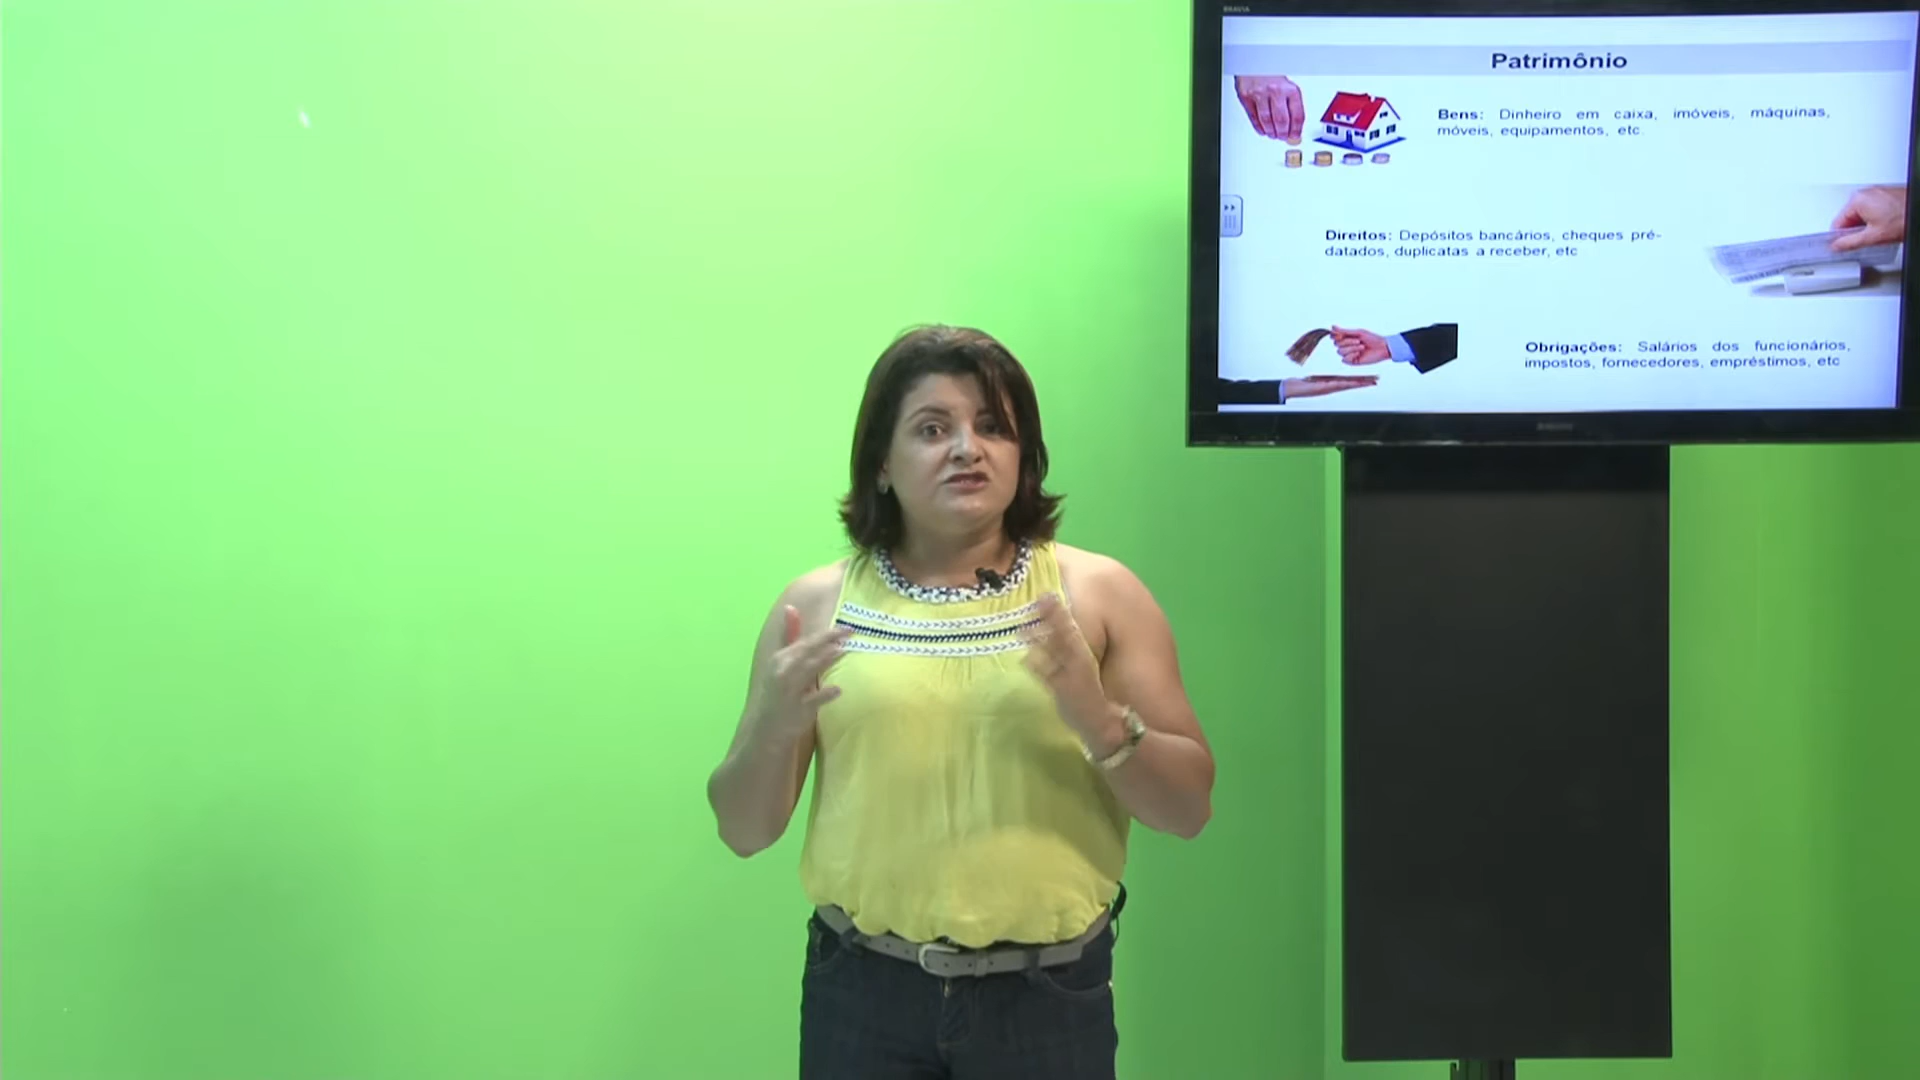 BRAVIA
Patrimônio
Bens: Dinheiro em caixa, imóveis, máquinas,
móveis, equipamentos, etc.
Direitos: Depósitos bancários, cheques pré-
datados, duplicatas a receber, etc
Obrigações: Salários dos funcionários,
impostos, fornecedores, empréstimos, etc